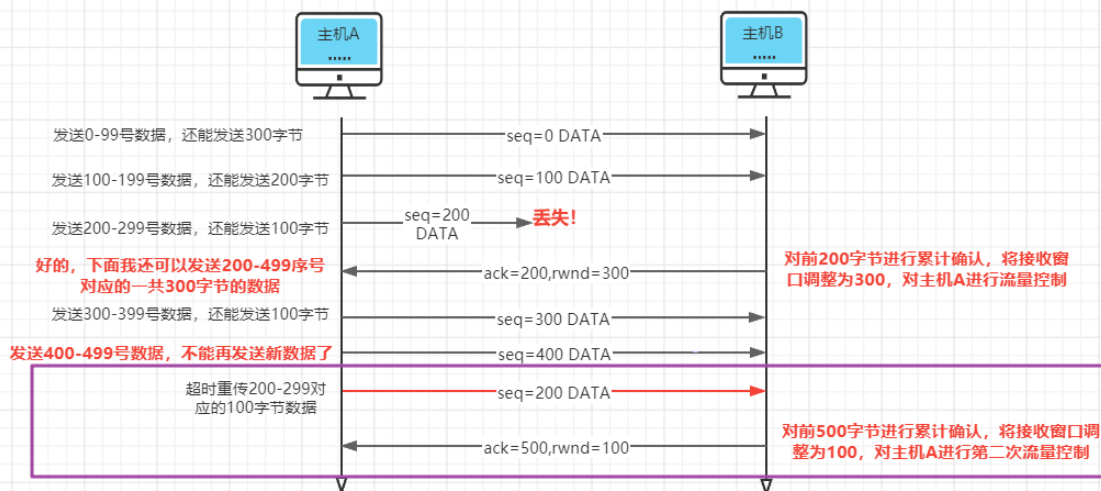 主机A
主机B
发送0-99号数据，还能发送300字节
seq=0 DATA
发送100-199号数据，还能发送200字节
seq=100 DATA
发送200-299号数据，还能发送100字节
seq=200
DATA
丢失！
好的，下面我还可以发送200-499序号
对应的一共300字节的数据
ack=200,rwnd=300
对前200字节进行累计确认，将接收窗
口调整为300，对主机A进行流量控制
发送300-399号数据，还能发送100字节
seq=300 DATA
发送400-499号数据，不能再发送新数据了
seq=400 DATA
超时重传200-299对
应的100字节数据
seq=200 DATA
ack=500,rwnd=100
对前500字节进行累计确认，将接收窗口调
整为100，对主机A进行第二次流量控制